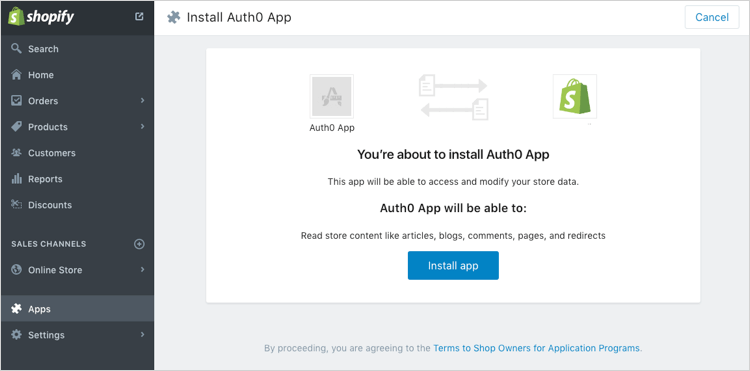 shopify
Search
Home
Orders
Products
Customers
Reports
Discounts
SALES CHANNELS
Online Store
Apps
Settings
Install Auth0 App
Cancel
Auth0 App
You're about to install Auth0 App
This app will be able to access and modify your store data.
Auth0 App will be able to:
Read store content like articles, blogs, comments, pages, and redirects
Install app
By proceeding, you are agreeing to the Terms to Shop Owners for Application Programs.